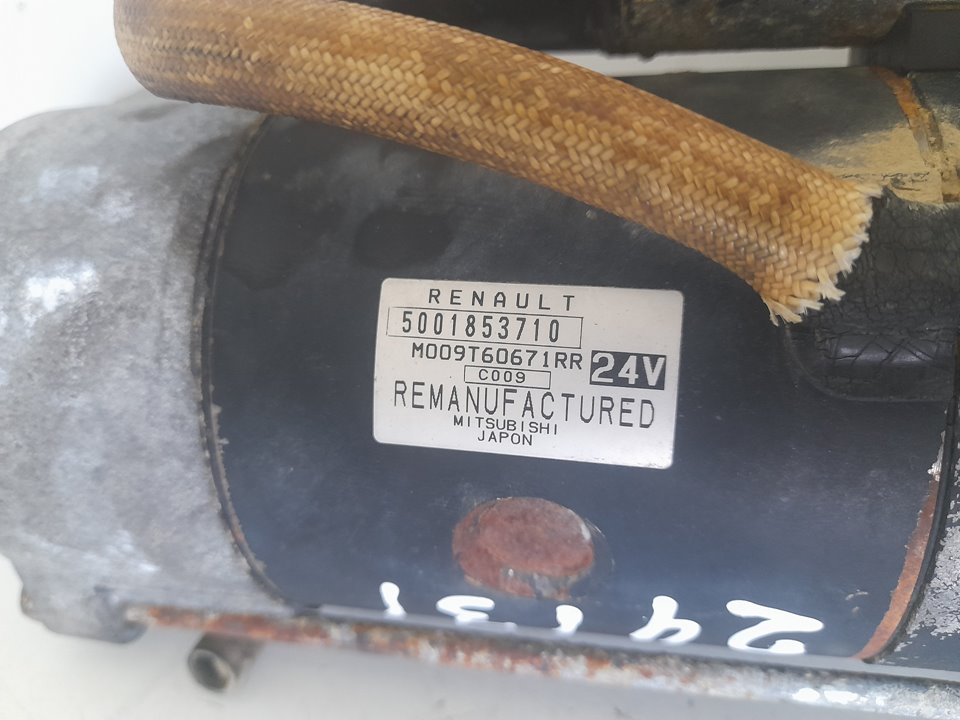 RENAULT
5001853710
M009T60671RR 24V
C009
REMANUFACTURED
MITSUBISHI
JAPON